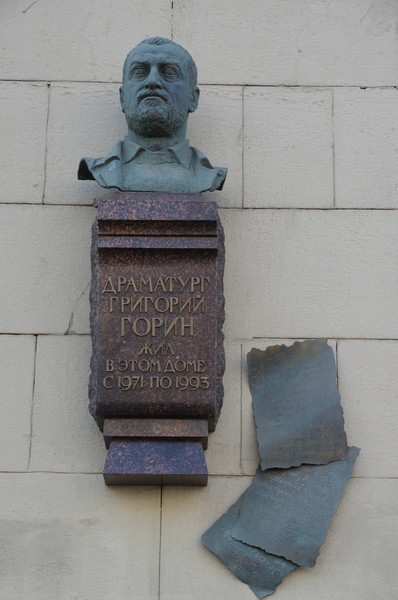 ДРАМАТУРГ
ГРИГОРИЙ
ГОРИН
ЖИЛ
В ЭТОМ ДОМЕ
С 1971 ПО 1993